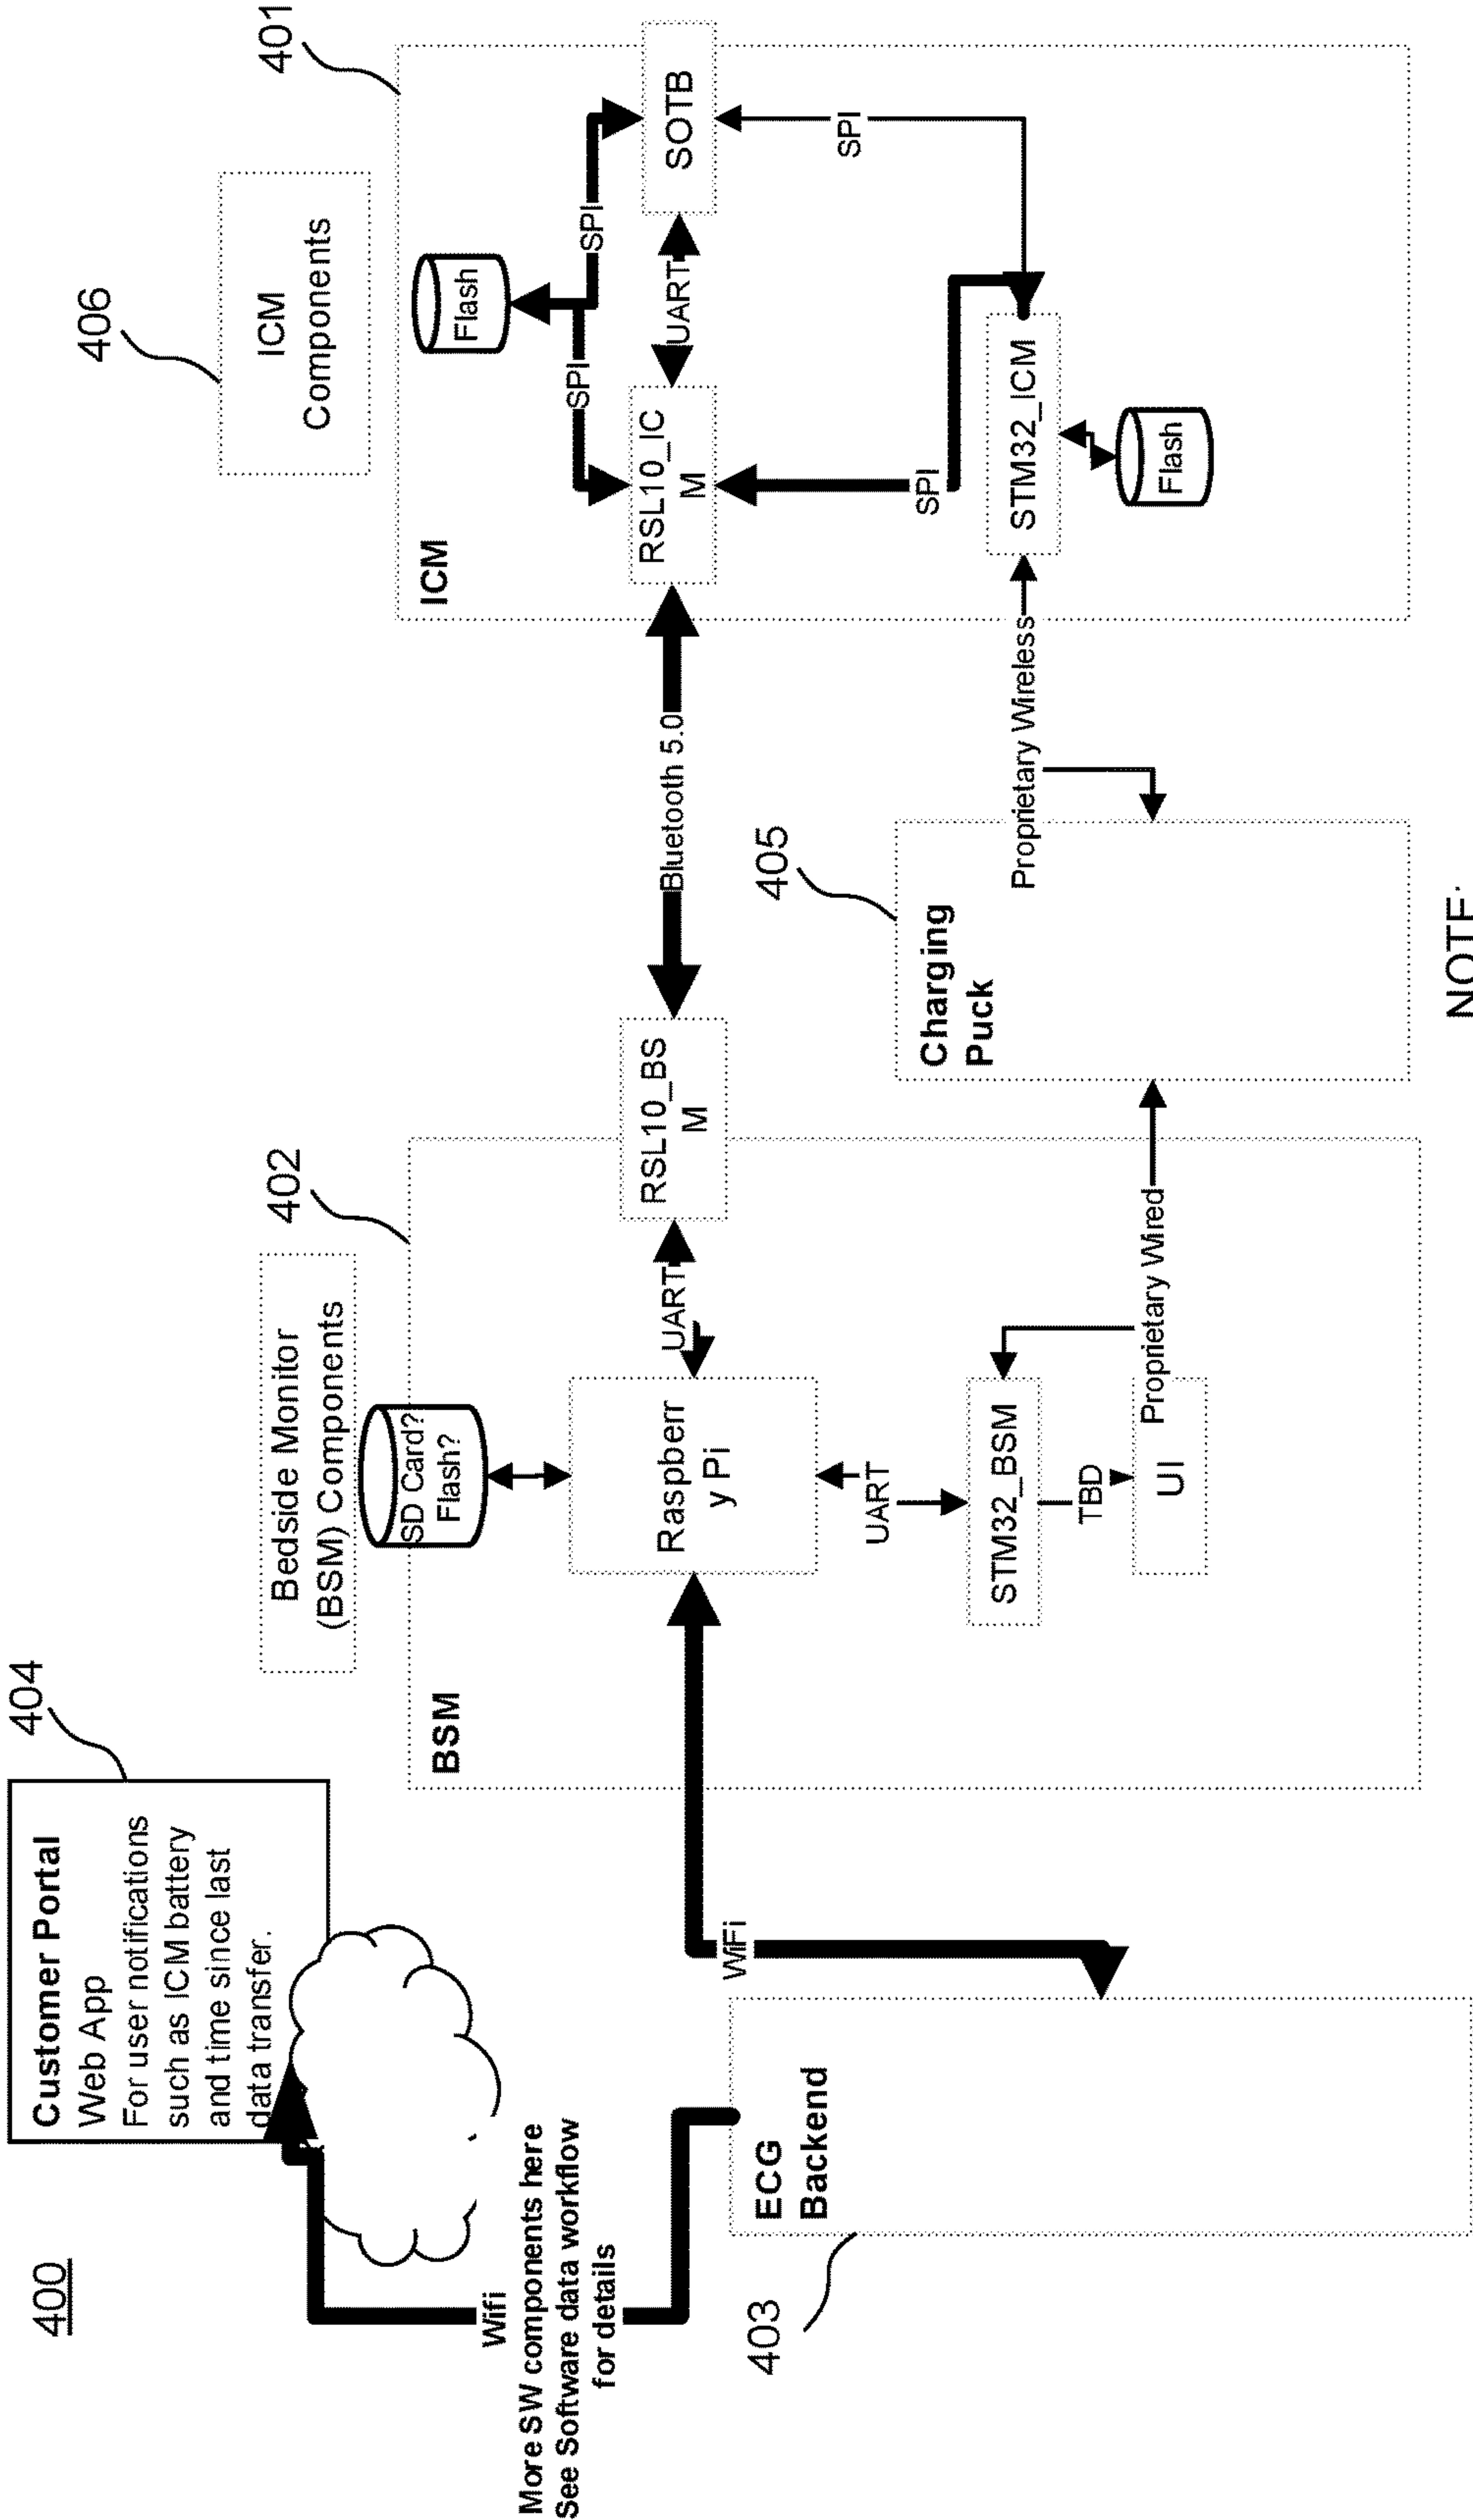 400
Customer Portal
Web App
For user notifications
such as ICM battery
and time since last
data transfer.
404
Wifi
More SW components here
See Software data workflow
for details
ECG
Backend
403
WiFi
Bedside Monitor
(BSM) Components
402
BSM
SD Card?
Flash?
Raspberr
y Pi
UART
RSL10_BS
M
UART
STM32_BSM
TBD
UI
Proprietary Wired
Bluetooth 5.0
405
Charging
Puck
Proprietary Wireless
NOTE:
406
ICM
Components
401
ICM
Flash
SPI
SPI
RSL10_IC
M
UART
SOTB
SPI
SPI
STM32_ICM
Flash